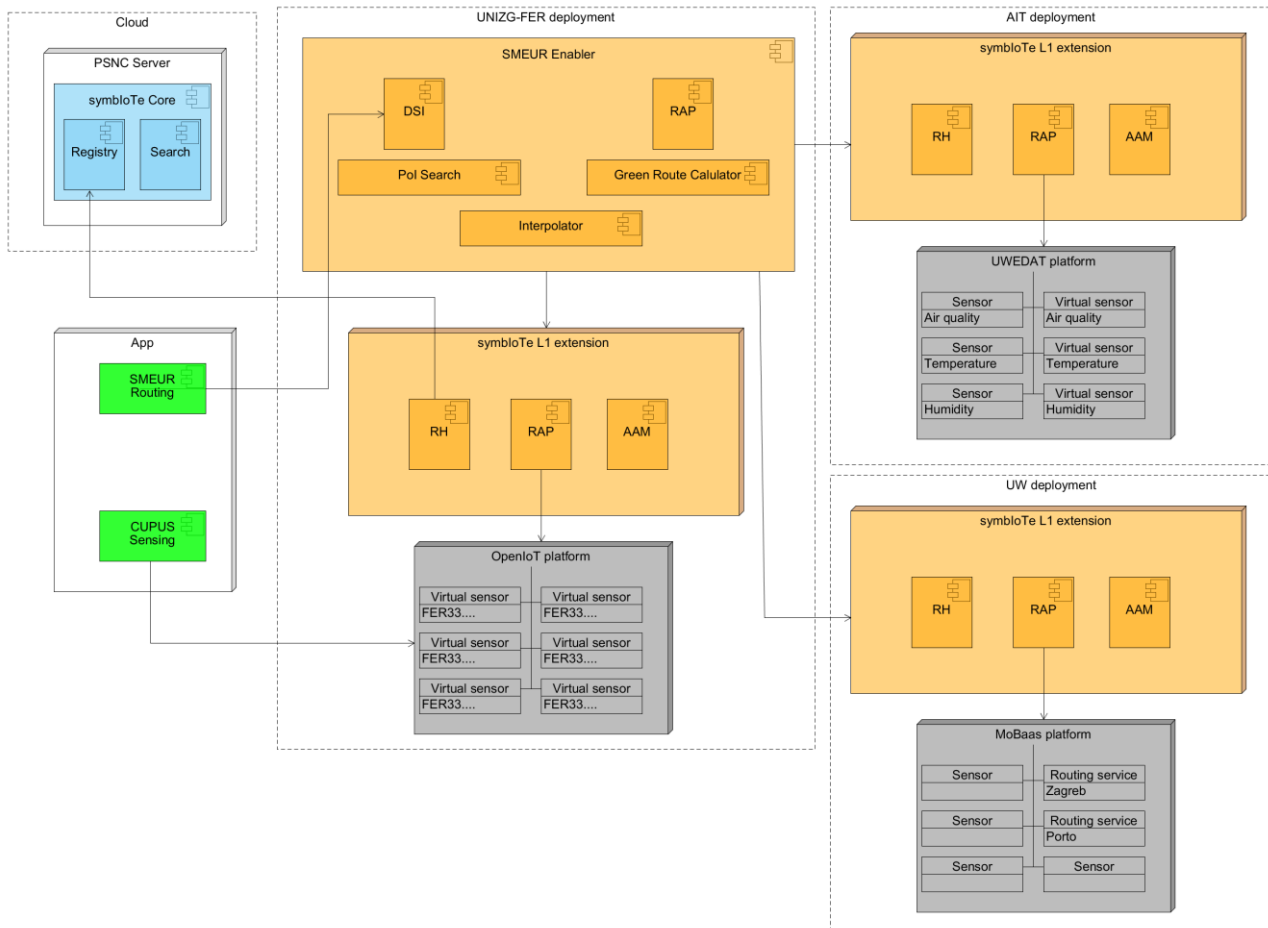 Cloud
PSNC Server
symbIoTe Core
Registry
Search
App
SMEUR
Routing
CUPUS
Sensing
UNIZG-FER deployment
SMEUR Enabler
DSI
RAP
PoI Search
Green Route Calulator
Interpolator
symbIoTe L1 extension
RH
RAP
AAM
OpenIoT platform
Virtual sensor
FER33....
Virtual sensor
FER33....
Virtual sensor
FER33....
Virtual sensor
FER33....
Virtual sensor
FER33....
Virtual sensor
FER33....
AIT deployment
symbIoTe L1 extension
RH
RAP
AAM
UWEDAT platform
Sensor
Air quality
Virtual sensor
Air quality
Sensor
Temperature
Virtual sensor
Temperature
Sensor
Humidity
Virtual sensor
Humidity
UW deployment
symbIoTe L1 extension
RH
RAP
AAM
MoBaas platform
Sensor
Routing service
Zagreb
Sensor
Routing service
Porto
Sensor
Sensor